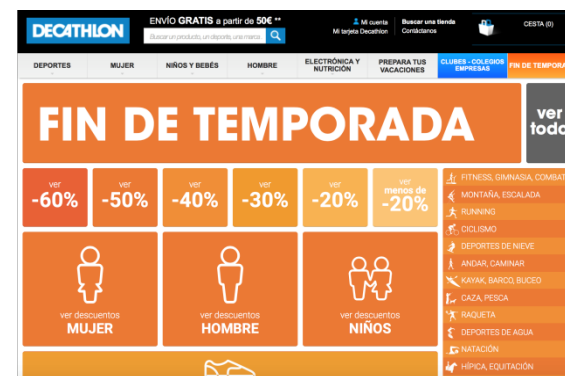 DECATHLON
ENVÍO GRATIS a partir de 50€ **
Buscar un producto, un deporte, una marca
Mi cuenta
Mi tarjeta Decathlon
Buscar una tienda
Contáctanos
CESTA (0)
DEPORTES
MUJER
NIÑOS Y BEBÉS
HOMBRE
ELECTRÓNICA Y
NUTRICIÓN
PREPARA TUS
VACACIONES
CLUBES - COLEGIOS
EMPRESAS
FIN DE TEMPORA
FIN DE TEMPORADA
ver
todo
ver
-60%
ver
-50%
ver
-40%
ver
-30%
ver
-20%
ver
menos de
-20%
FITNESS, GIMNASIA, COMBAT
MONTAÑA, ESCALADA
RUNNING
CICLISMO
DEPORTES DE NIEVE
ANDAR, CAMINAR
KAYAK, BARCO, BUCEO
CAZA, PESCA
RAQUETA
DEPORTES DE AGUA
NATACIÓN
HÍPICA, EQUITACIÓN
ver descuentos
MUJER
ver descuentos
HOMBRE
ver descuentos
NIÑOS